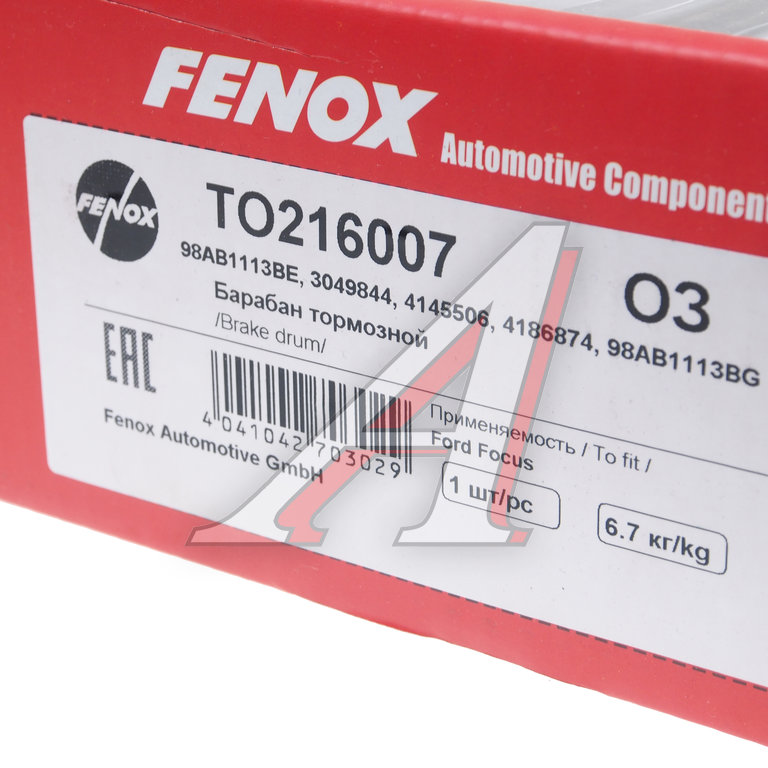 FENOX
Automotive Component
FENOX
TO216007
O3
98AB1113BE, 3049844, 4145506, 4186874, 98AB1113BG
Барабан тормозной
/Brake drum/
EAC
4 041042 703029
Fenox Automotive GmbH
Применяемость / To fit /
Ford Focus
1 шт/pc
6.7 кг/kg